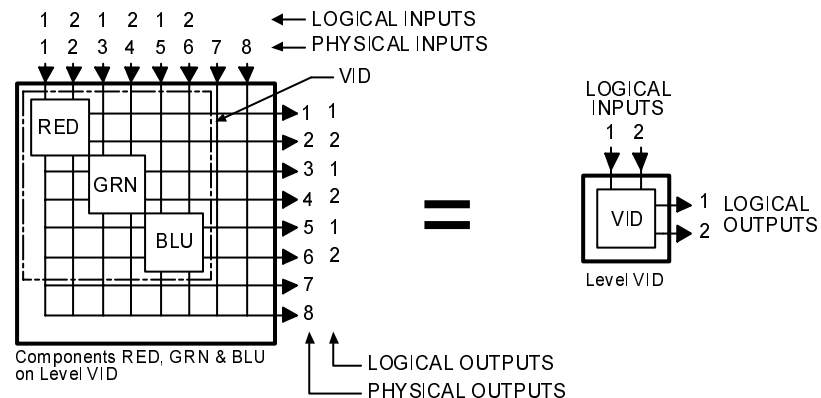 1 2 1 2 1 2 LOGICAL INPUTS
1 2 3 4 5 6 7 8 PHYSICAL INPUTS
VID
RED
GRN
BLU
1 1
2 2
3 1
4 2
5 1
6 2
7
8
Components RED, GRN & BLU
on Level VID
LOGICAL OUTPUTS
PHYSICAL OUTPUTS
=
LOGICAL
INPUTS
1 2
VID
1
2
LOGICAL
OUTPUTS
Level VID